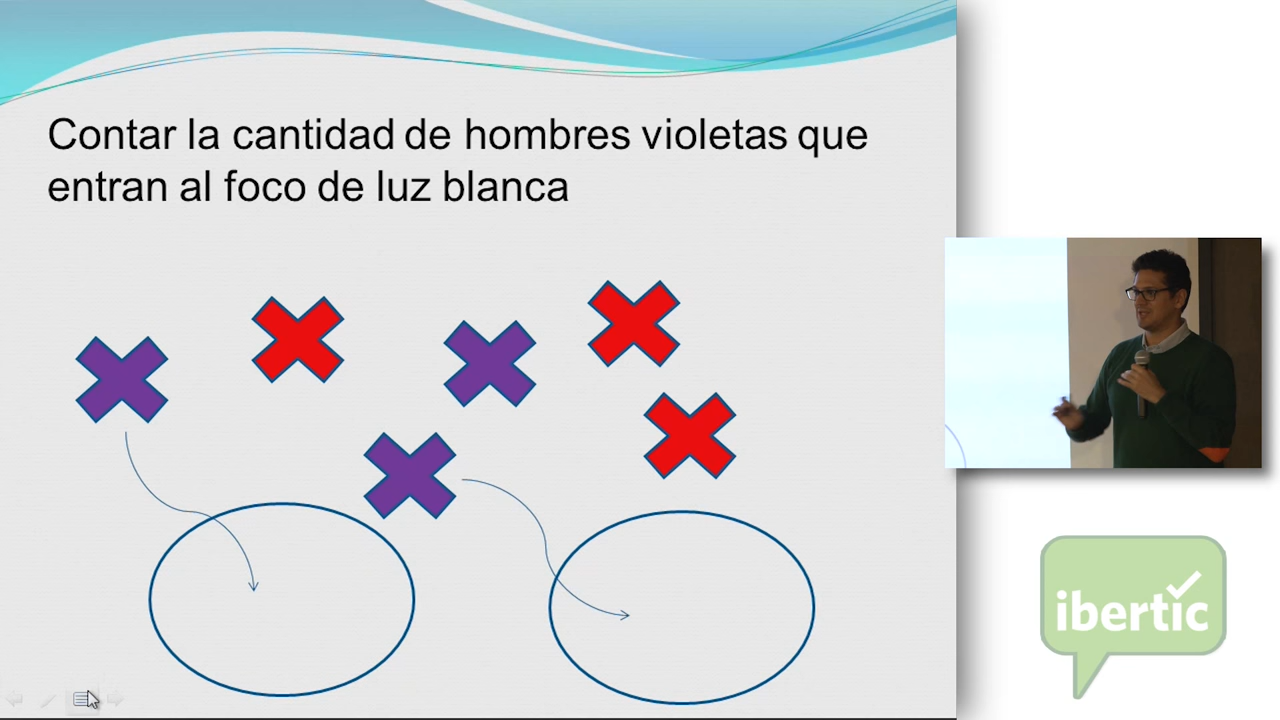 Contar la cantidad de hombres violetas que
entran al foco de luz blanca
ibertic